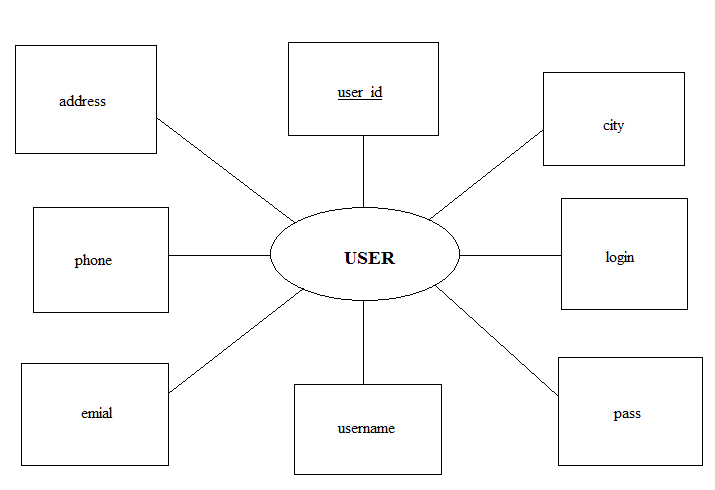 address
user_id
city
phone
USER
login
emial
username
pass